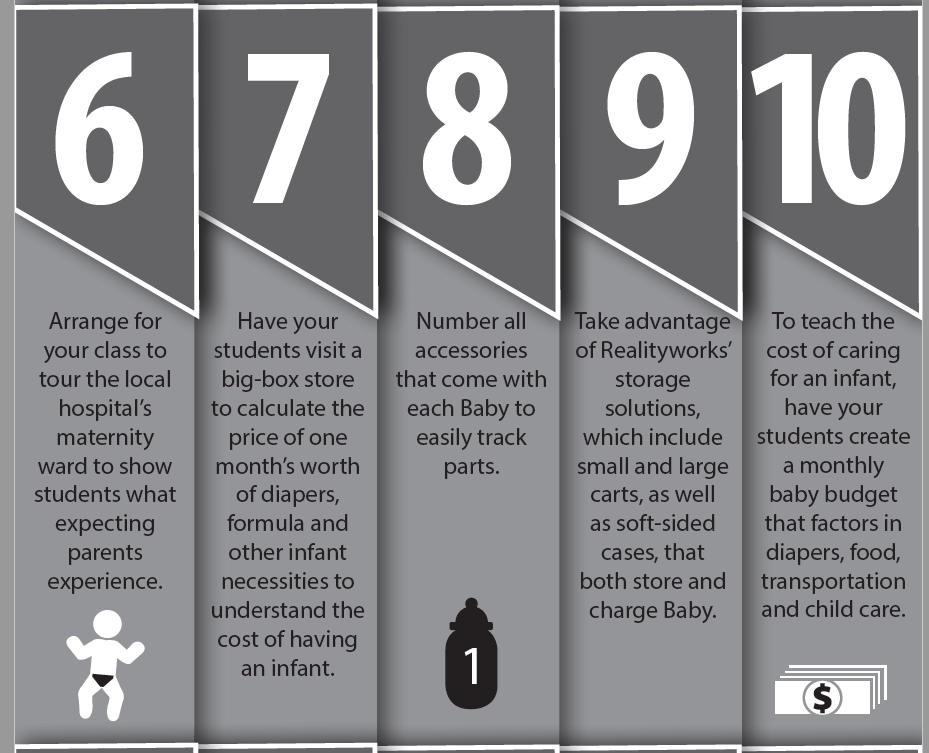 6
Arrange for
your class to
tour the local
hospital's
maternity
ward to show
students what
expecting
parents
experience.
7
Have your
students visit a
big-box store
to calculate the
price of one
month's worth
of diapers,
formula and
other infant
necessities to
understand the
cost of having
an infant.
8
Number all
accessories
that come with
each Baby to
easily track
parts.
1
9
Take advantage
of Realityworks'
storage
solutions,
which include
small and large
carts, as well
as soft-sided
cases, that
both store and
charge Baby.
10
To teach the
cost of caring
for an infant,
have your
students create
a monthly
baby budget
that factors in
diapers, food,
transportation
and child care.
$